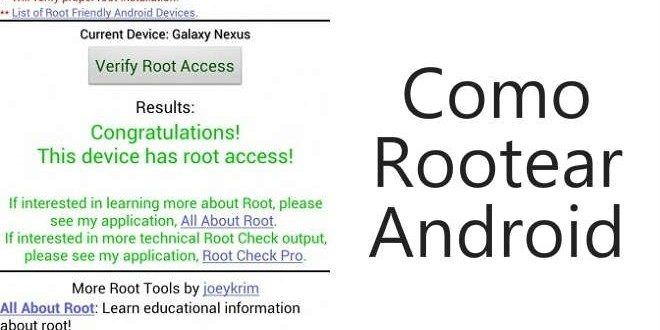 ** List of Root Friendly Android Devices.
Current Device: Galaxy Nexus
Verify Root Access
Results:
Congratulations!
This device has root access!
If interested in learning more about Root, please
see my application, All About Root.
If interested in more technical Root Check output,
please see my application, Root Check Pro.
More Root Tools by joeykrim
All About Root: Learn educational information
about root!
Como
Rootear
Android